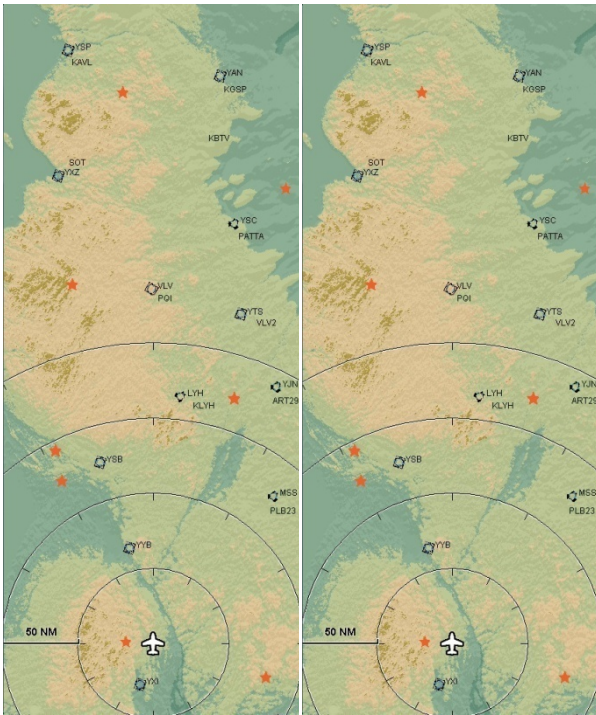 YSP
KAVL
YAN
KGSP
KBTV
SOT
YXZ
YSC
PATTA
VLV
PQI
YTS
VLV2
YJN
ART29
LYH
KLYH
YSB
MSS
PLB23
YYB
50 NM
YXI
YSP
KAVL
YAN
KGSP
KBTV
SOT
YXZ
YSC
PATTA
VLV
PQI
YTS
VLV2
YJN
ART29
LYH
KLYH
YSB
MSS
PLB23
YYB
50 NM
YXI